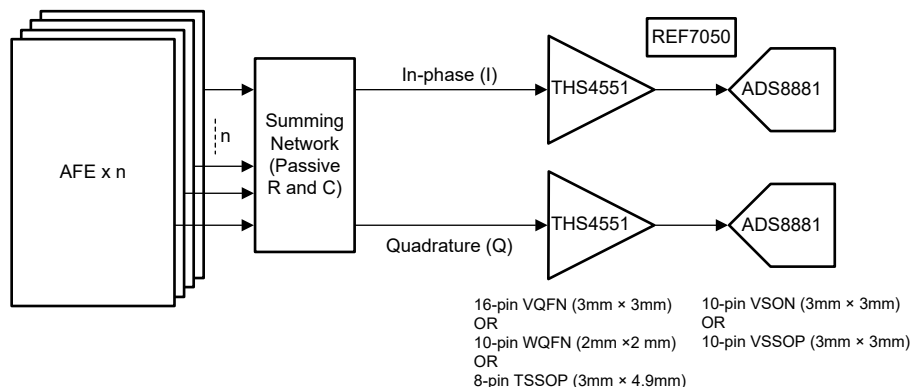 AFE x n
n
Summing
Network
(Passive
R and C)
In-phase (I)
Quadrature (Q)
THS4551
REF7050
ADS8881
THS4551
ADS8881
16-pin VQFN (3mm × 3mm)
OR
10-pin WQFN (2mm ×2 mm)
OR
8-pin TSSOP (3mm × 4.9mm)
10-pin VSON (3mm × 3mm)
OR
10-pin VSSOP (3mm × 3mm)